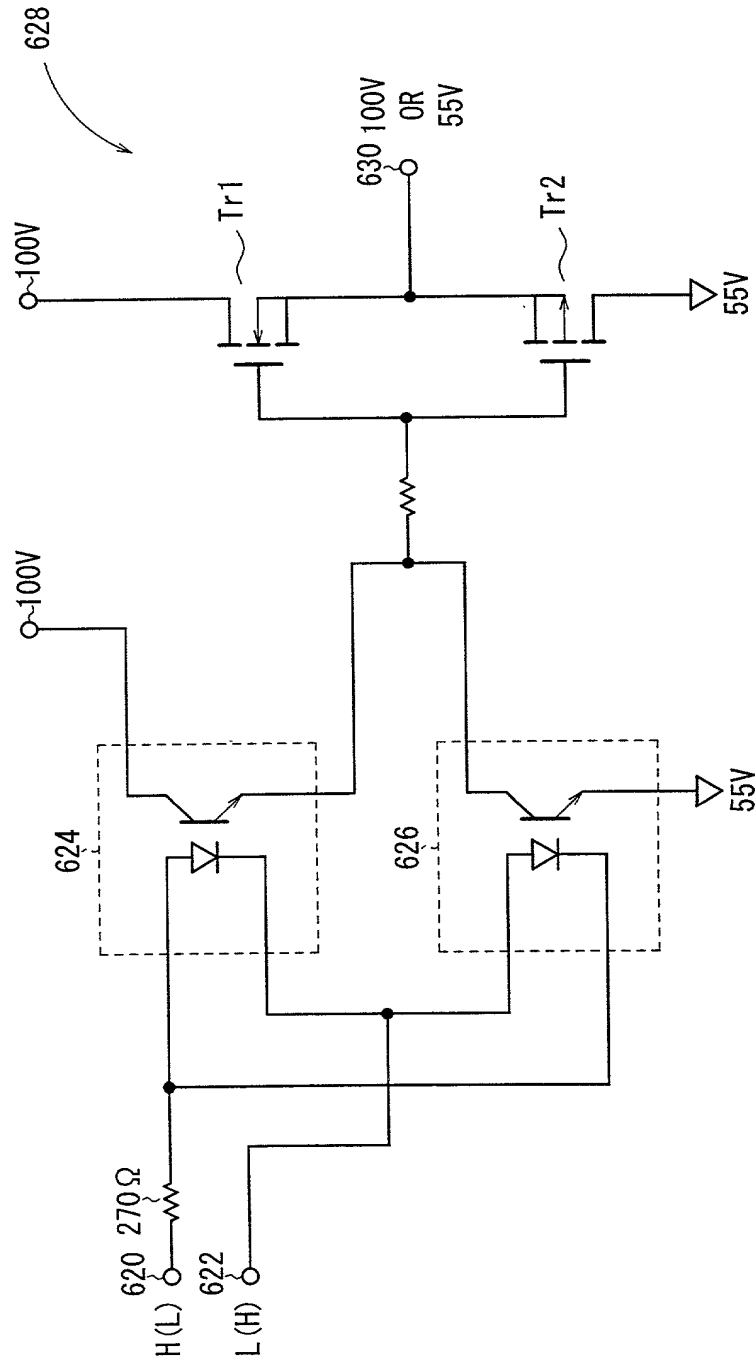 628
100V
100V
Tr1
630
100V
OR
55V
Tr2
55V
624
626
55V
270Ω
620
H(L)
622
L(H)